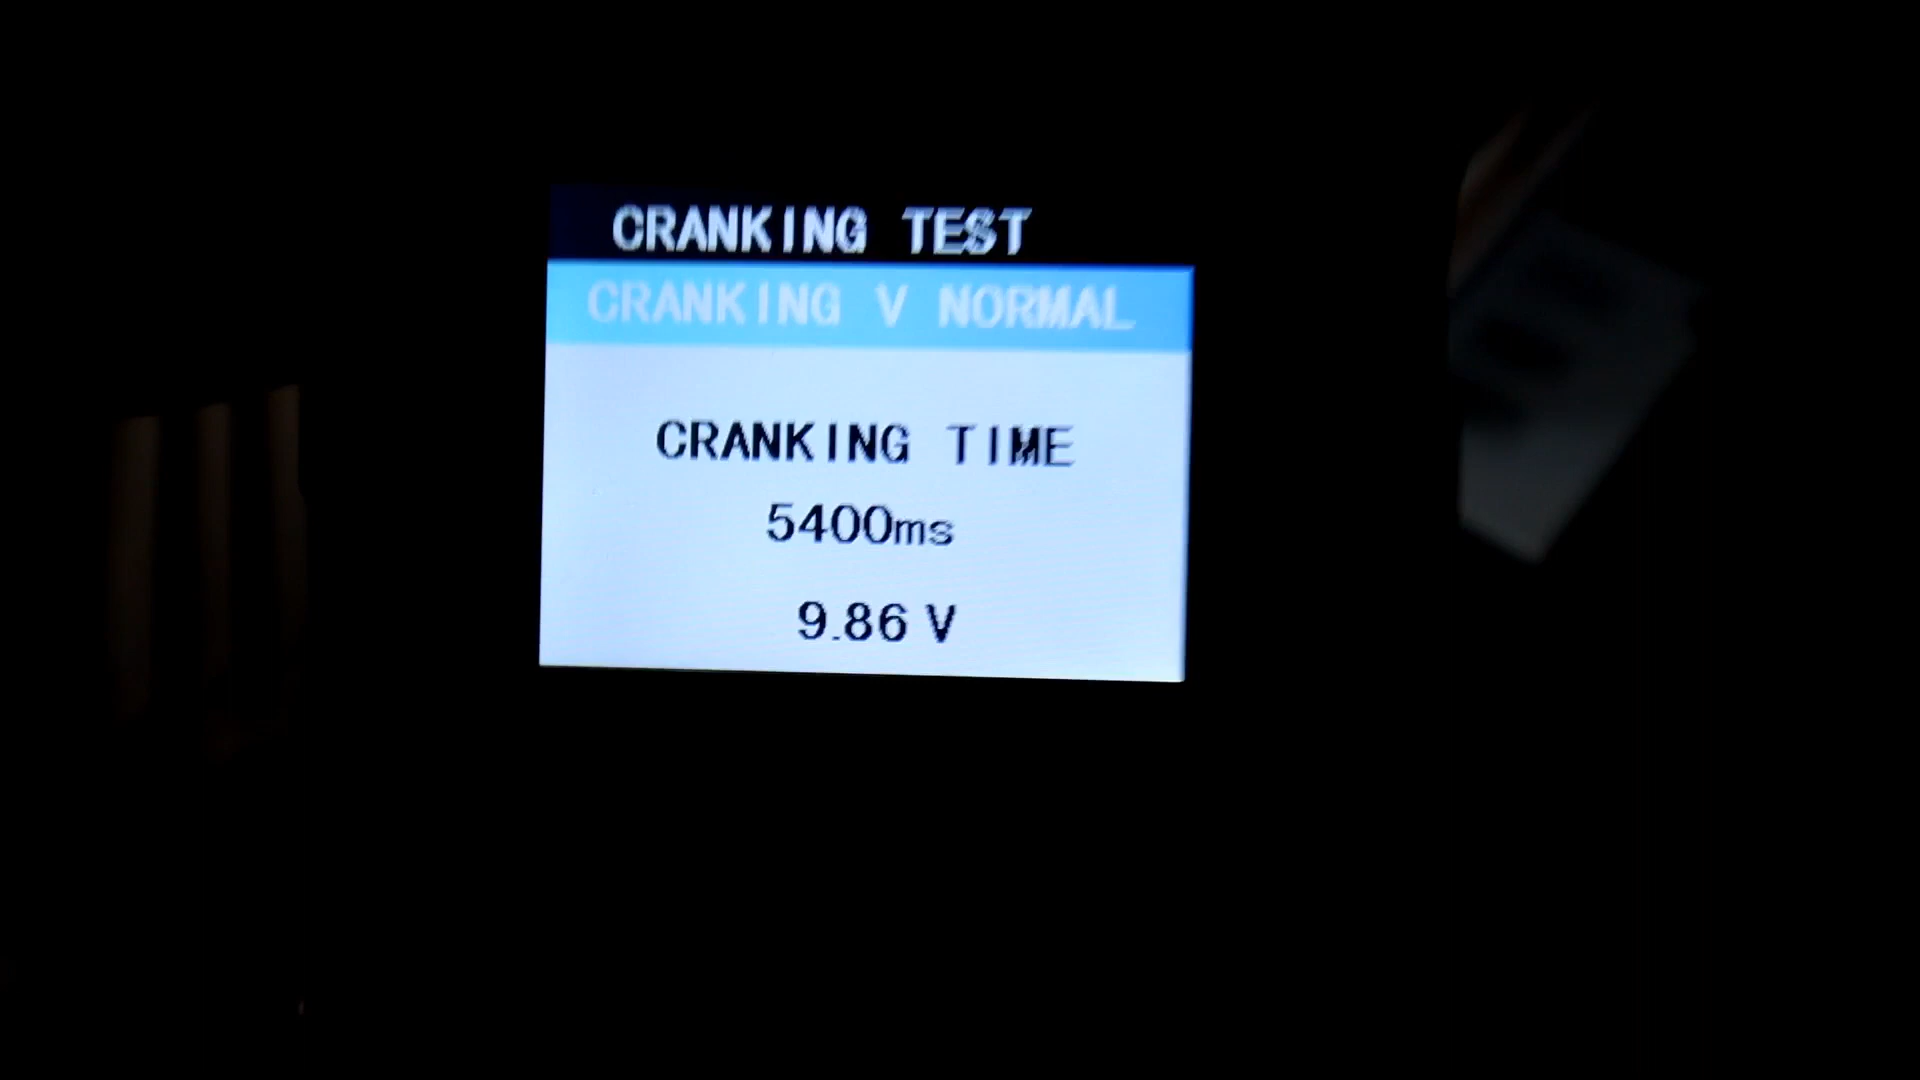 CRANKING TEST
CRANKING V NORMAL
CRANKING TIME
5400ms
9.86 V